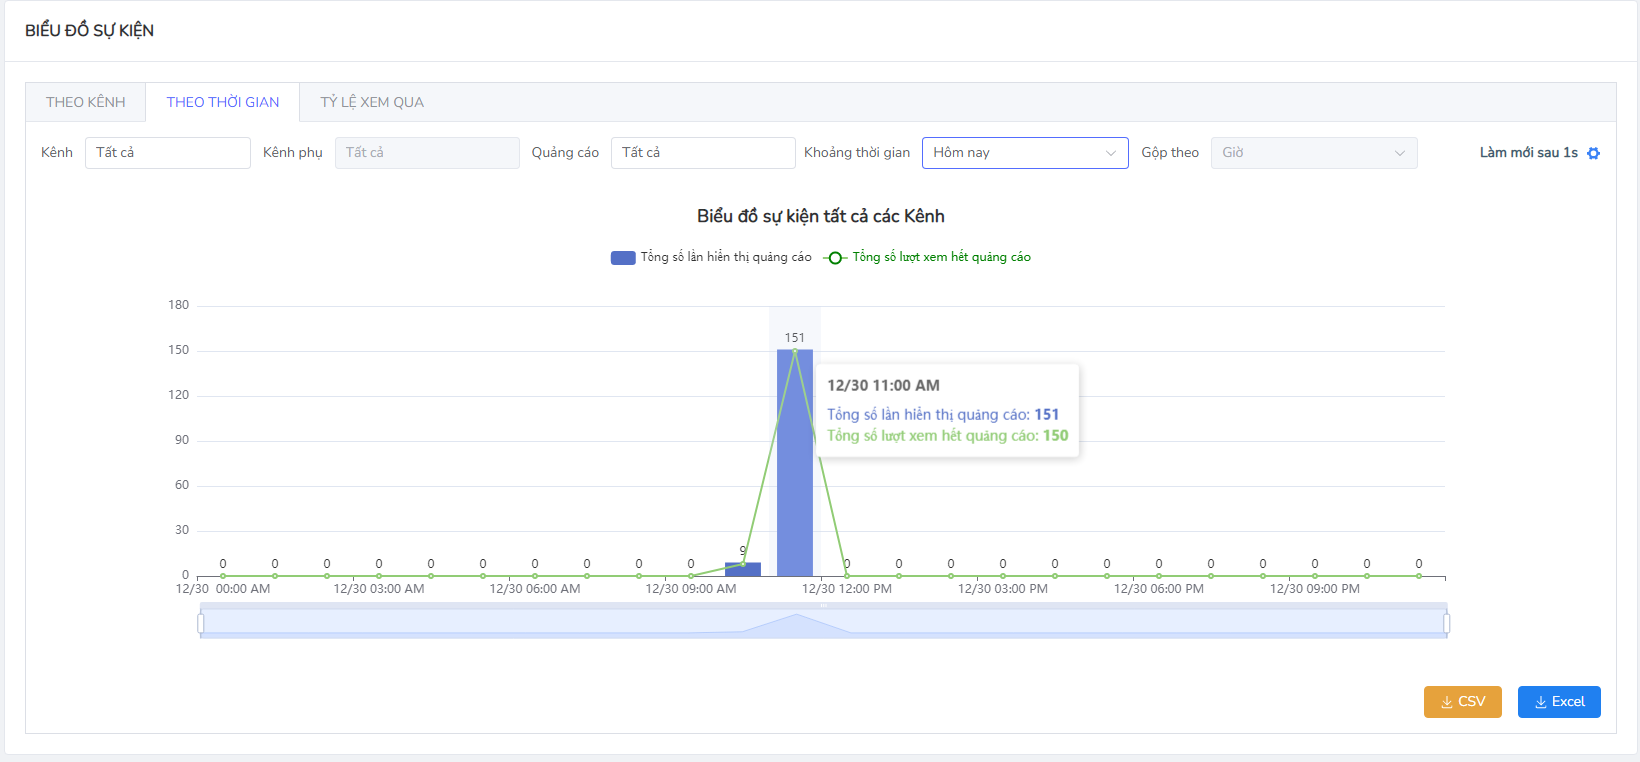 BIỂU ĐỒ SỰ KIỆN
THEO KÊNH THEO THỜI GIAN TỶ LỆ XEM QUA
Kênh Tất cả Kênh phụ Tất cả Quảng cáo Tất cả Khoảng thời gian Hôm nay Gộp theo Giờ Làm mới sau 1s
Biểu đồ sự kiện tất cả các Kênh
Tổng số lần hiển thị quảng cáo Tổng số lượt xem hết quảng cáo
180
151
150
12/30 11:00 AM
120
Tổng số lần hiển thị quảng cáo: 151
Tổng số lượt xem hết quảng cáo: 150
90
60
30
9
0 0 0 0 0 0 0 0 0 0 0 0 0 0 0 0 0 0 0 0 0 0
0
12/30 00:00 AM 12/30 03:00 AM 12/30 06:00 AM 12/30 09:00 AM 12/30 12:00 PM 12/30 03:00 PM 12/30 06:00 PM 12/30 09:00 PM
CSV Excel